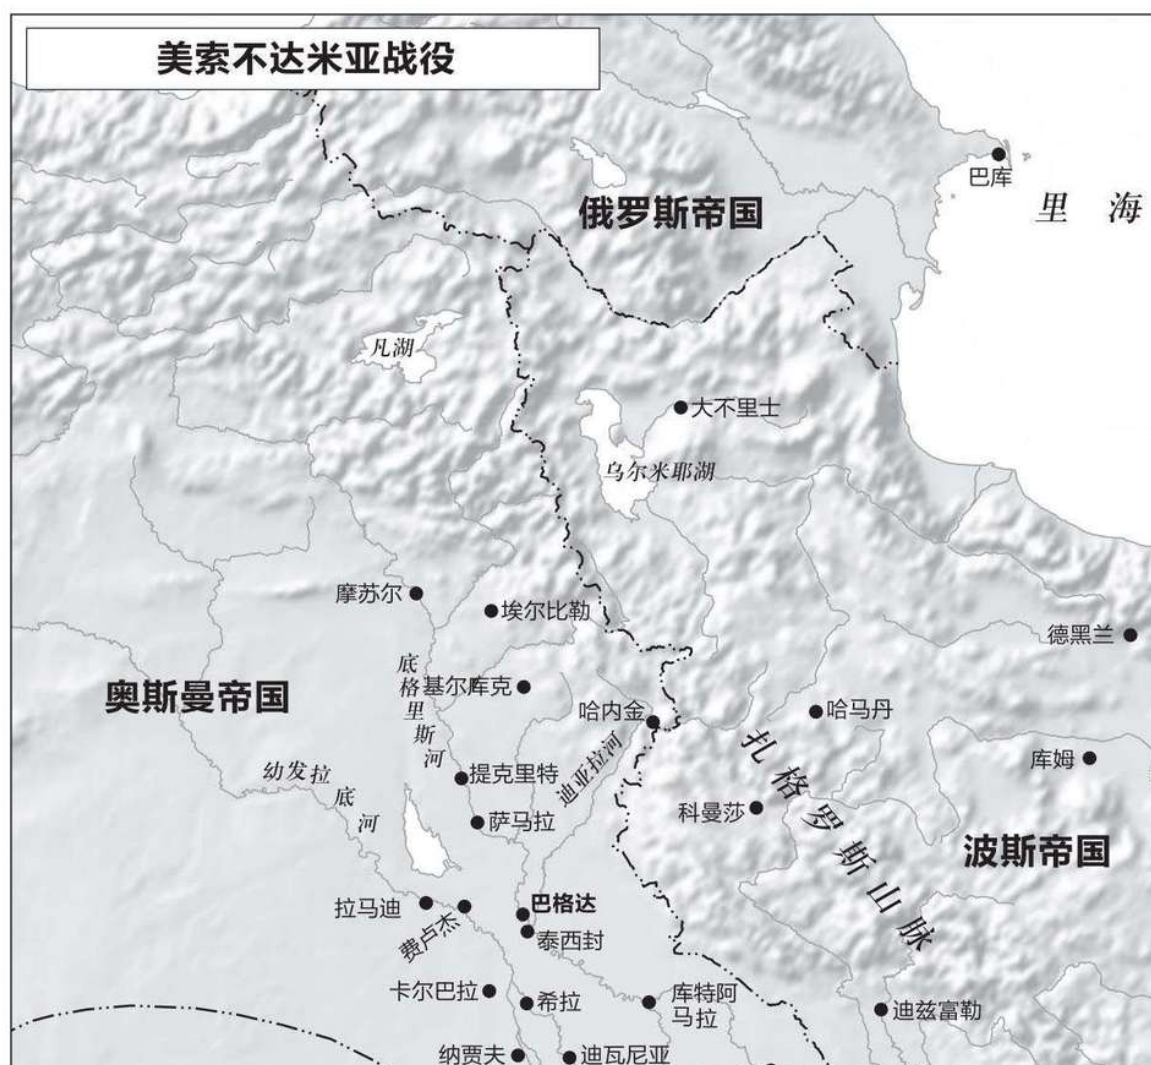 美索不达米亚战役
巴库
里海
俄罗斯帝国
凡湖
大不里士
乌尔米耶湖
摩苏尔
埃尔比勒
德黑兰
底格里斯河
基尔库克
奥斯曼帝国
哈内金
哈马丹
扎格罗斯山脉
迪亚拉河
库姆
幼发拉底河
提克里特
科曼莎
萨马拉
波斯帝国
拉马迪
费卢杰
巴格达
泰西封
卡尔巴拉
希拉
库特阿
马拉
迪兹富勒
纳贾夫
迪瓦尼亚